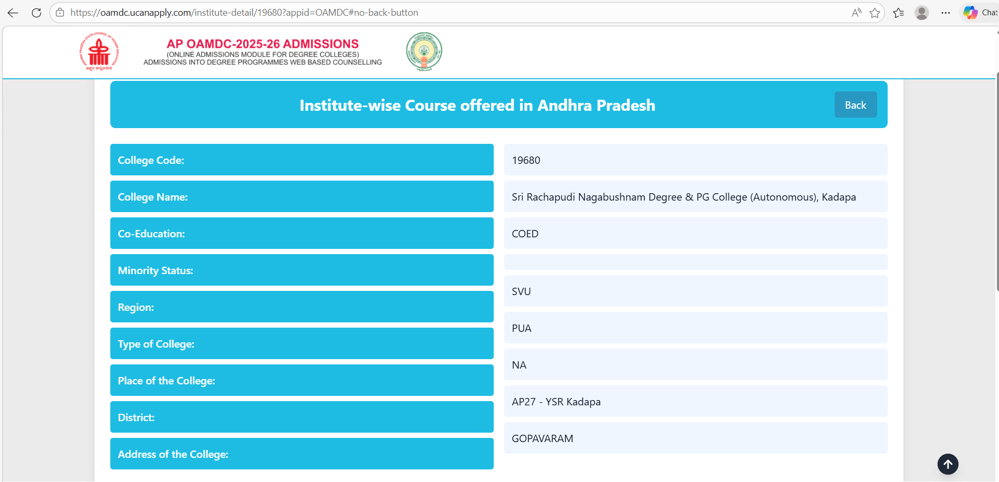 https://oamdc.ucanapply.com/institute-detail/19680?appid=OAMDC#no-back-button
Chat
AP OAMDC-2025-26 ADMISSIONS
(ONLINE ADMISSIONS MODULE FOR DEGREE COLLEGES)
ADMISSIONS INTO DEGREE PROGRAMMES WEB BASED COUNSELLING
Institute-wise Course offered in Andhra Pradesh
Back
College Code:
19680
College Name:
Sri Rachapudi Nagabushnam Degree & PG College (Autonomous), Kadapa
Co-Education:
COED
Minority Status:
Region:
SVU
Type of College:
PUA
Place of the College:
NA
District:
AP27 - YSR Kadapa
Address of the College:
GOPAVARAM